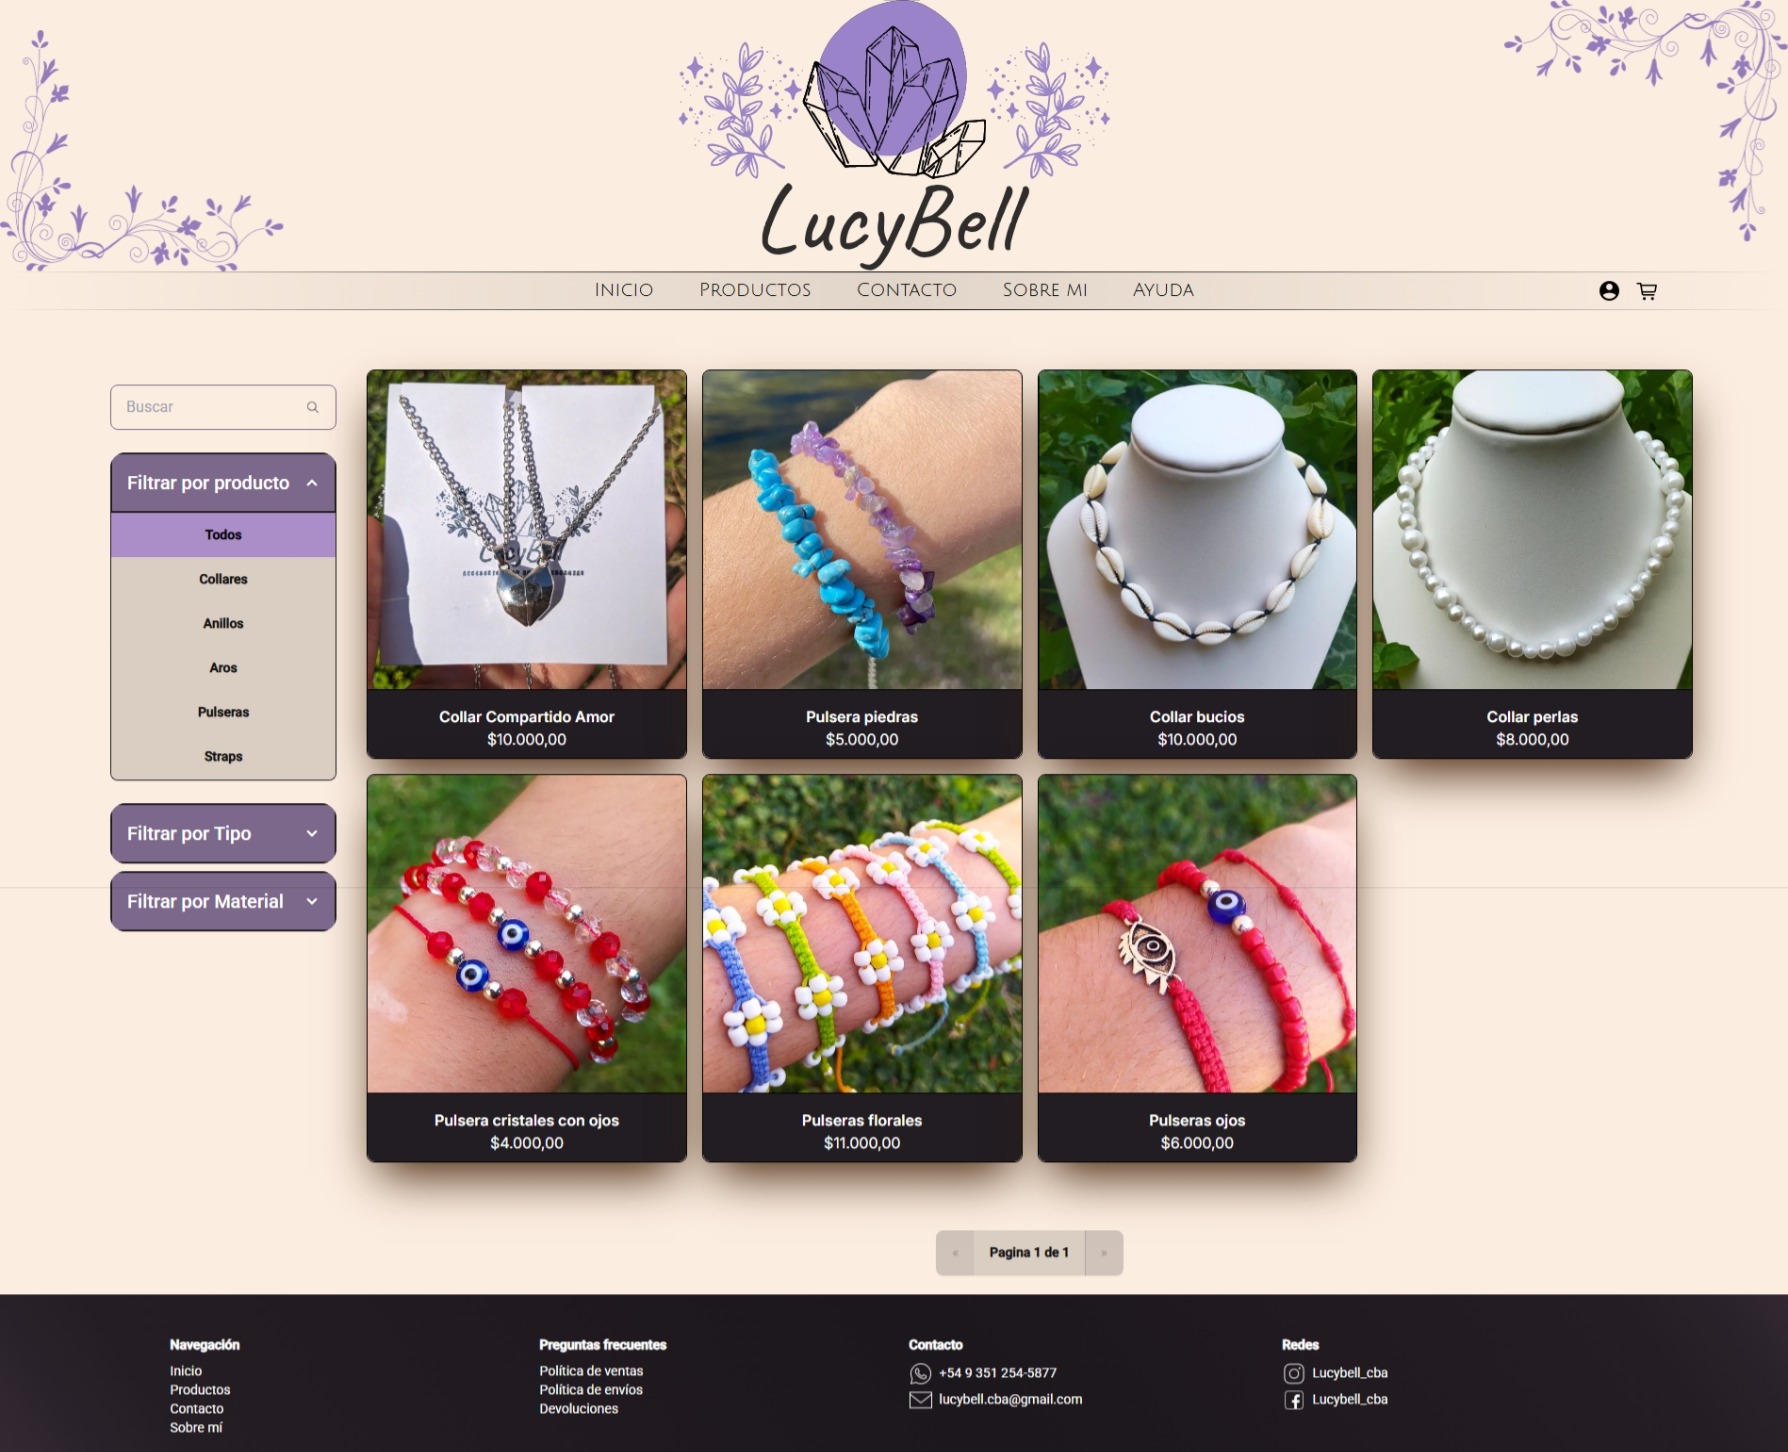 LucyBell
Inicio
Productos
Contacto
Sobre mi
Ayuda
Buscar
Filtrar por producto
Todos
Collares
Anillos
Aros
Pulseras
Straps
Filtrar por Tipo
Filtrar por Material
LucyBell
Collar Compartido Amor
$10.000,00
Pulsera piedras
$5.000,00
Collar bucios
$10.000,00
Collar perlas
$8.000,00
Pulsera cristales con ojos
$4.000,00
Pulseras florales
$11.000,00
Pulseras ojos
$6.000,00
« Pagina 1 de 1 »
Navegación
Inicio
Productos
Contacto
Sobre mí
Preguntas frecuentes
Política de ventas
Política de envíos
Devoluciones
Contacto
+54 9 351 254-5877
lucybell.cba@gmail.com
Redes
Lucybell_cba
Lucybell_cba